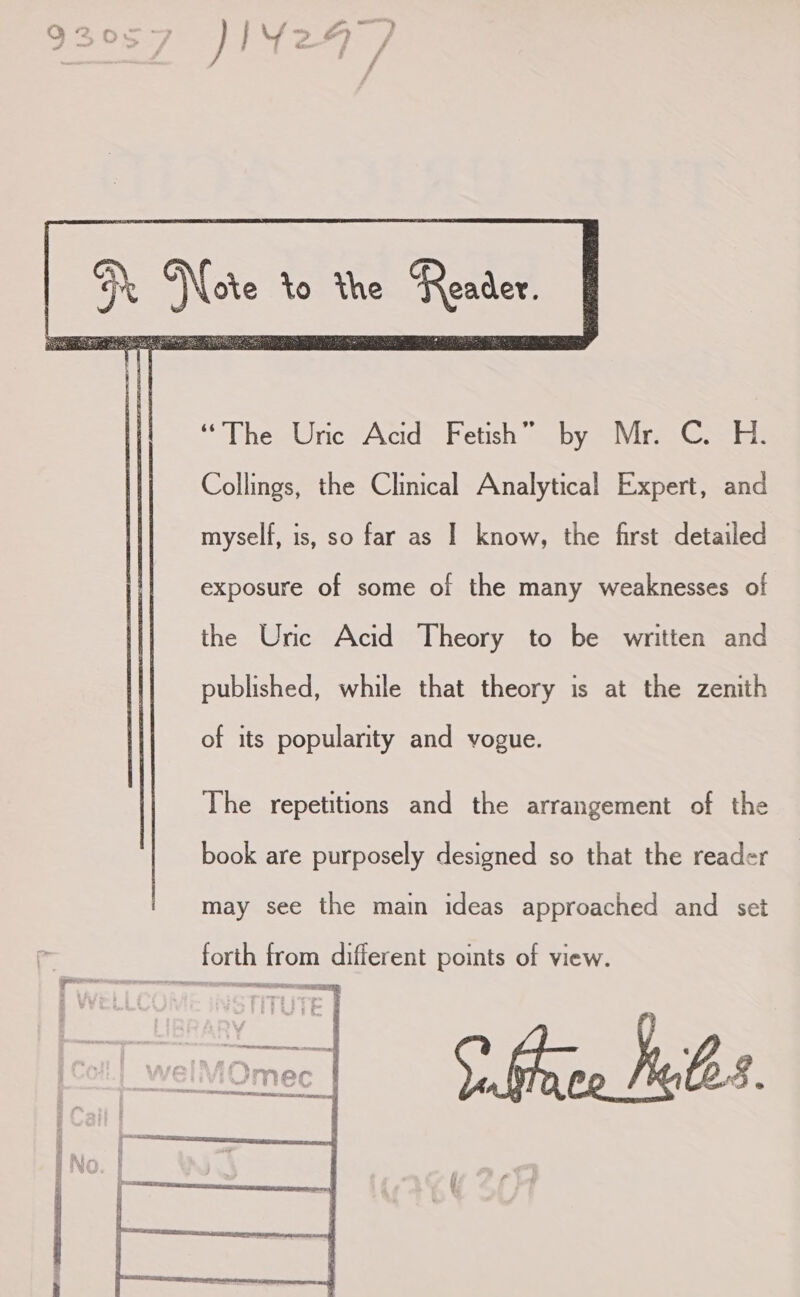 93057
A Note to the Reader.
“The Uric Acid Fetish” by Mr. C. H.
Collings, the Clinical Analytical Expert, and
myself, is, so far as I know, the first detailed
exposure of some of the many weaknesses of
the Uric Acid Theory to be written and
published, while that theory is at the zenith
of its popularity and vogue.
The repetitions and the arrangement of the
book are purposely designed so that the reader
may see the main ideas approached and set
forth from different points of view.
Eustace Miles.
WELLCOME INSTITUTE
LIBRARY
Coll. welMOmec
Call
No.